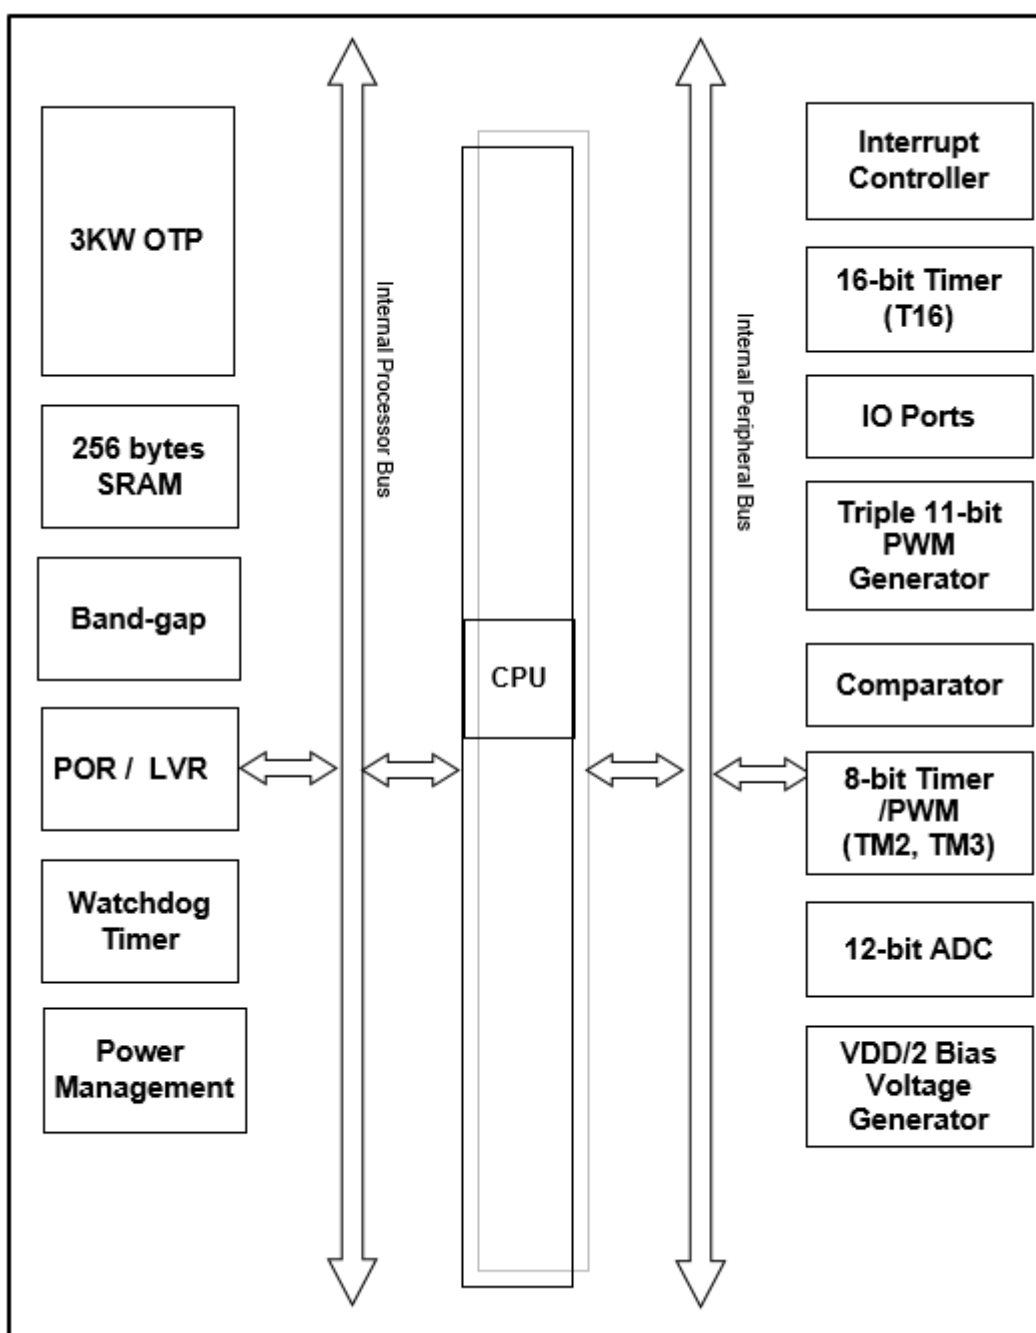 3KW OTP
256 bytes
SRAM
Band-gap
POR / LVR
Watchdog
Timer
Power
Management
Internal Processor Bus
CPU
Internal Peripheral Bus
Interrupt
Controller
16-bit Timer
(T16)
IO Ports
Triple 11-bit
PWM
Generator
Comparator
8-bit Timer
/PWM
(TM2, TM3)
12-bit ADC
VDD/2 Bias
Voltage
Generator